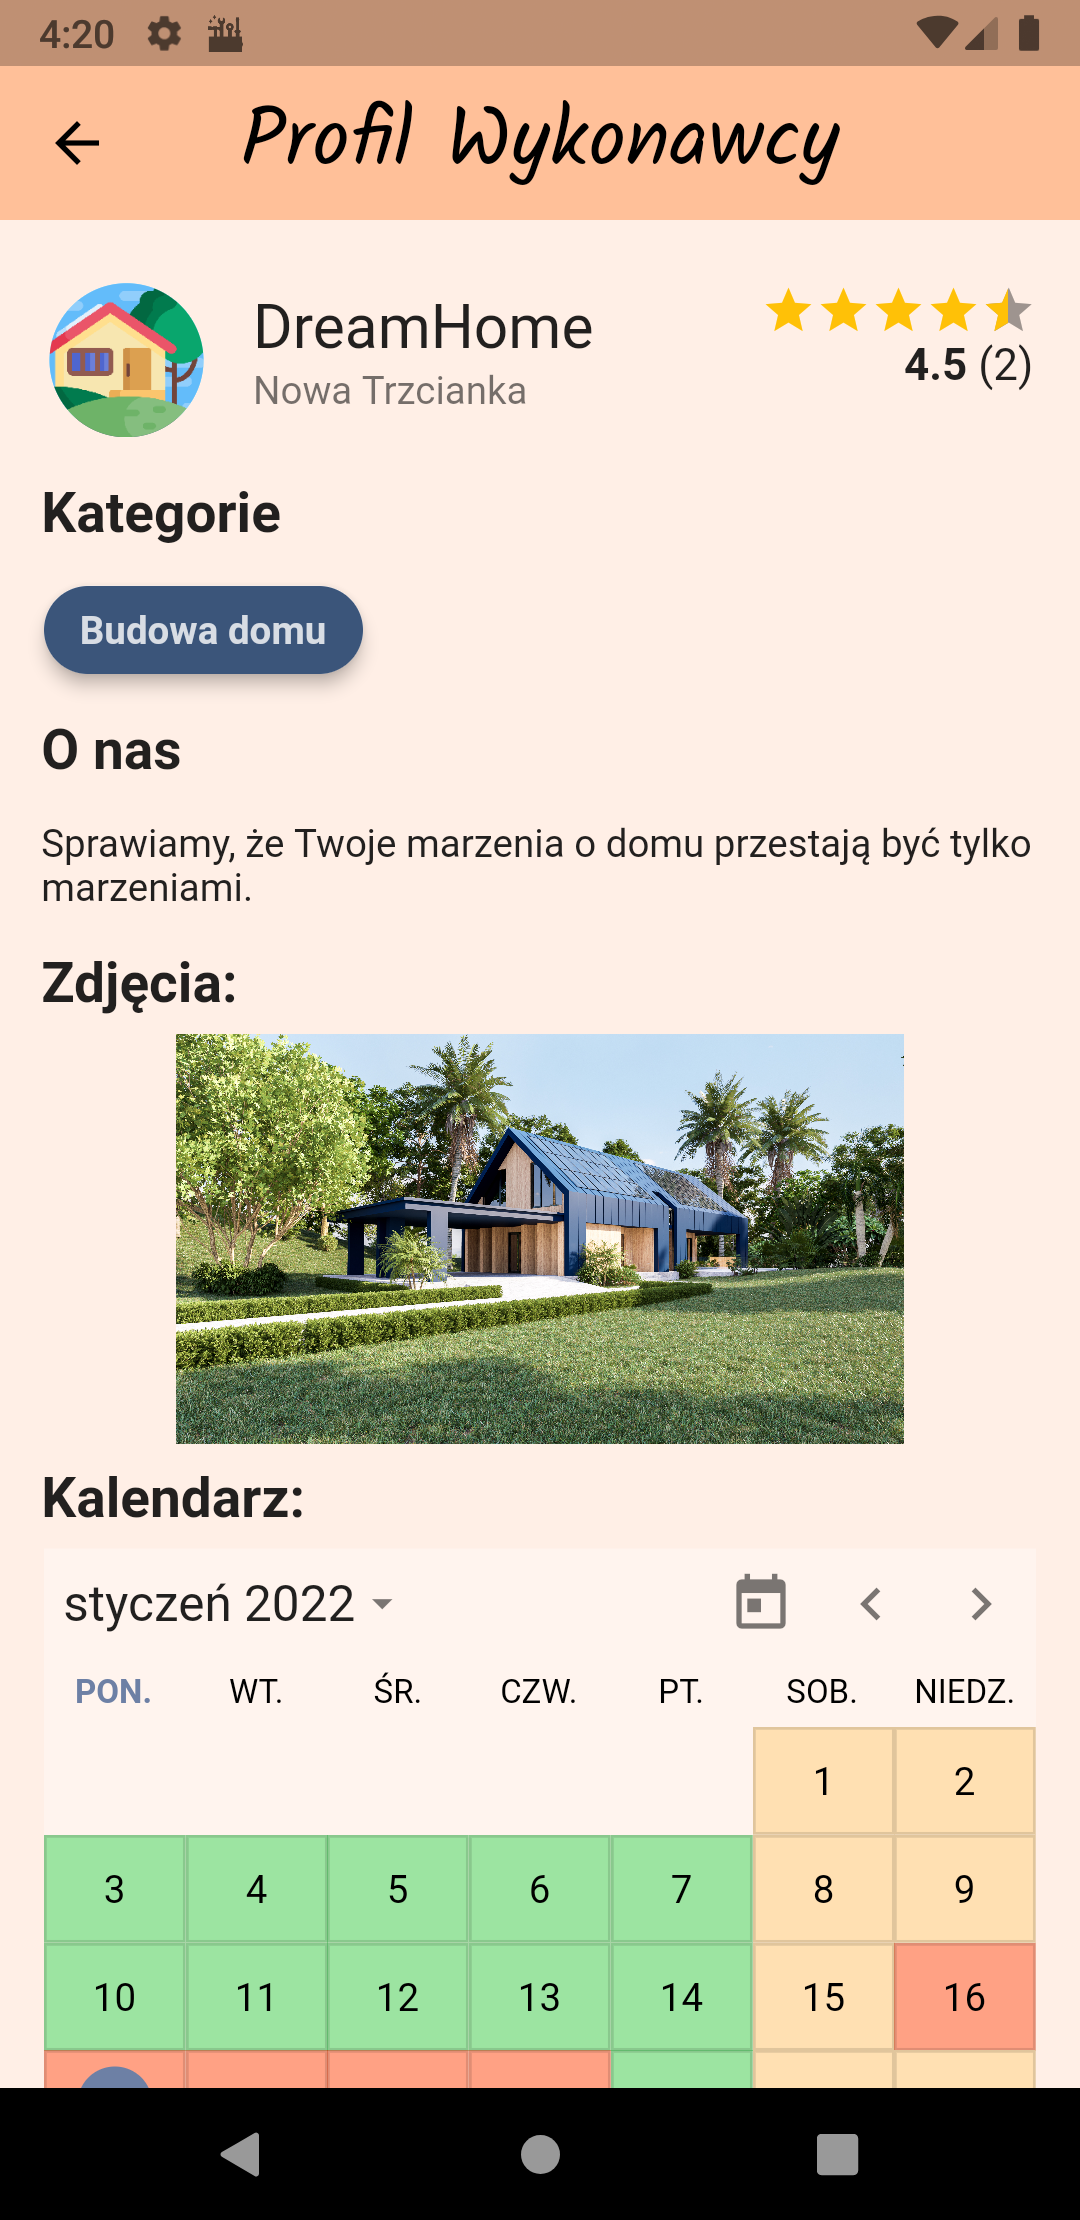 4:20
Profil Wykonawcy
DreamHome
Nowa Trzcianka
4.5 (2)
Kategorie
Budowa domu
O nas
Sprawiamy, że Twoje marzenia o domu przestają być tylko
marzeniami.
Zdjęcia:
Kalendarz:
styczeń 2022
PON. WT. ŚR. CZW. PT. SOB. NIEDZ.
1 2
3 4 5 6 7 8 9
10 11 12 13 14 15 16